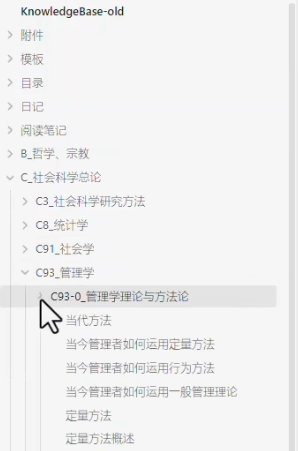 KnowledgeBase-old
附件
模板
目录
日记
阅读笔记
B_哲学、宗教
C_社会科学总论
C3_社会科学研究方法
C8_统计学
C91_社会学
C93_管理学
C93-0_管理学理论与方法论
当代方法
当今管理者如何运用定量方法
当今管理者如何运用行为方法
当今管理者如何运用一般管理理论
定量方法
定量方法概述